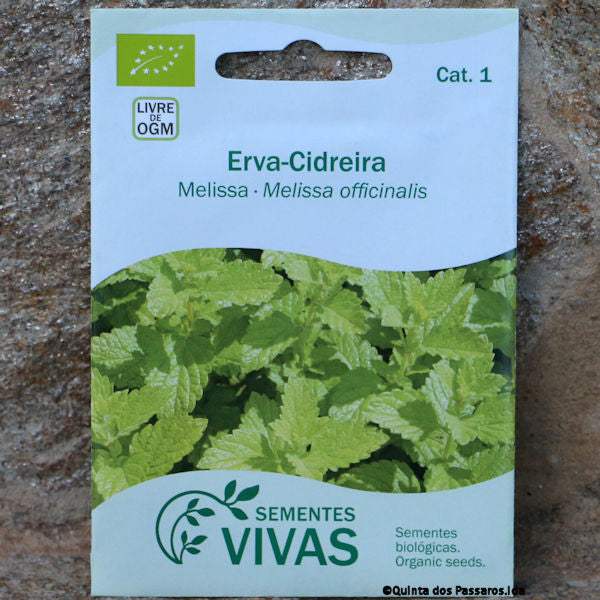 Cat. 1
LIVRE
DE
OGM
Erva-Cidreira
Melissa · Melissa officinalis
SEMENTES
VIVAS
Sementes
biológicas.
Organic seeds.
©Quinta dos Passaros.lda